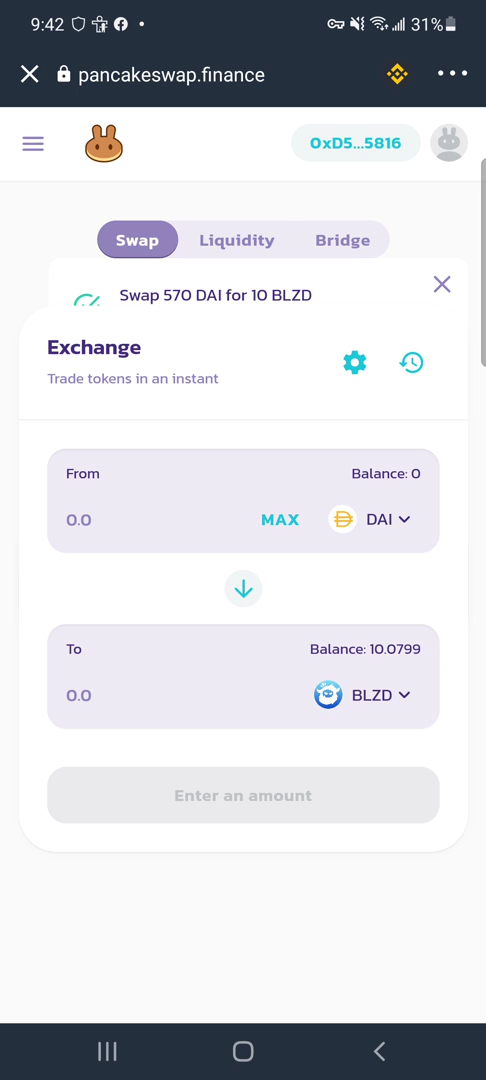 9:42
31%
pancakeswap.finance
0xD5...5816
Swap Liquidity Bridge
Swap 570 DAI for 10 BLZD
Exchange
Trade tokens in an instant
From Balance: 0
0.0 MAX DAI
To Balance: 10.0799
0.0 BLZD
Enter an amount